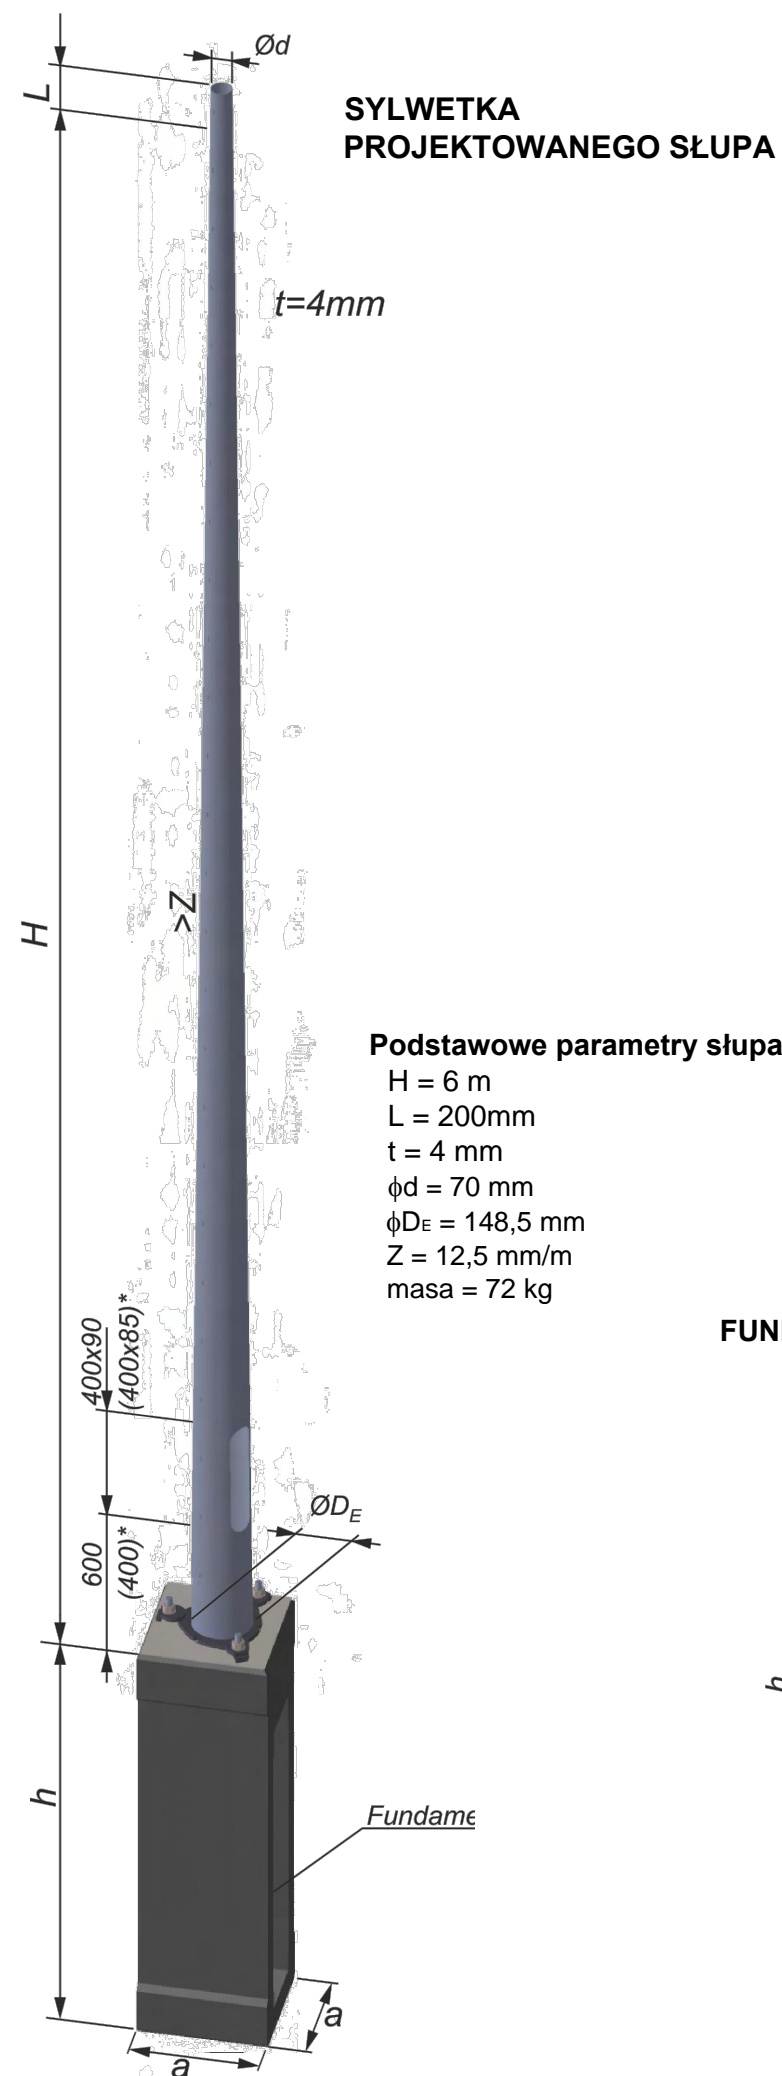 Ød
L
SYLWETKA
PROJEKTOWANEGO SŁUPA
t=4mm
>Z
H
Podstawowe parametry słupa
H = 6 m
L = 200mm
t = 4 mm
ϕd = 70 mm
ϕDE = 148,5 mm
Z = 12,5 mm/m
masa = 72 kg
400x90
(400x85)*
FUN
ØDE
600
(400)*
h
h
Fundame
a
a